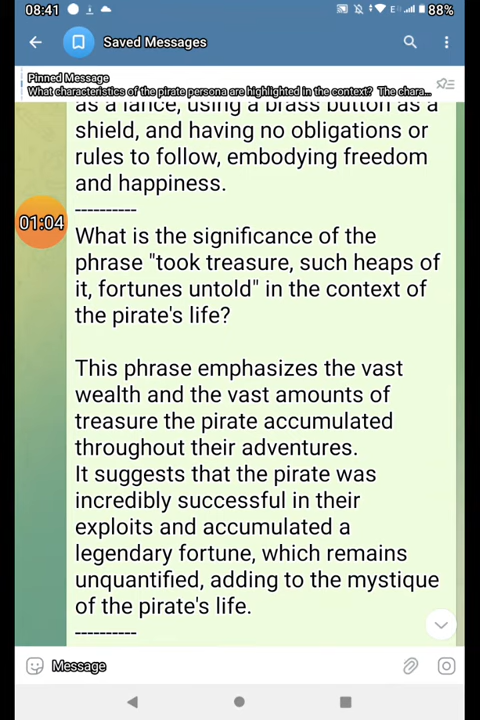 08:41
88%
Saved Messages
Pinned Message
What characteristics of the pirate persona are highlighted in the context? The chara...
as a lance, using a brass button as a
shield, and having no obligations or
rules to follow, embodying freedom
and happiness.
----------
01:04
What is the significance of the
phrase "took treasure, such heaps of
it, fortunes untold" in the context of
the pirate's life?
This phrase emphasizes the vast
wealth and the vast amounts of
treasure the pirate accumulated
throughout their adventures.
It suggests that the pirate was
incredibly successful in their
exploits and accumulated a
legendary fortune, which remains
unquantified, adding to the mystique
of the pirate's life.
----------
Message